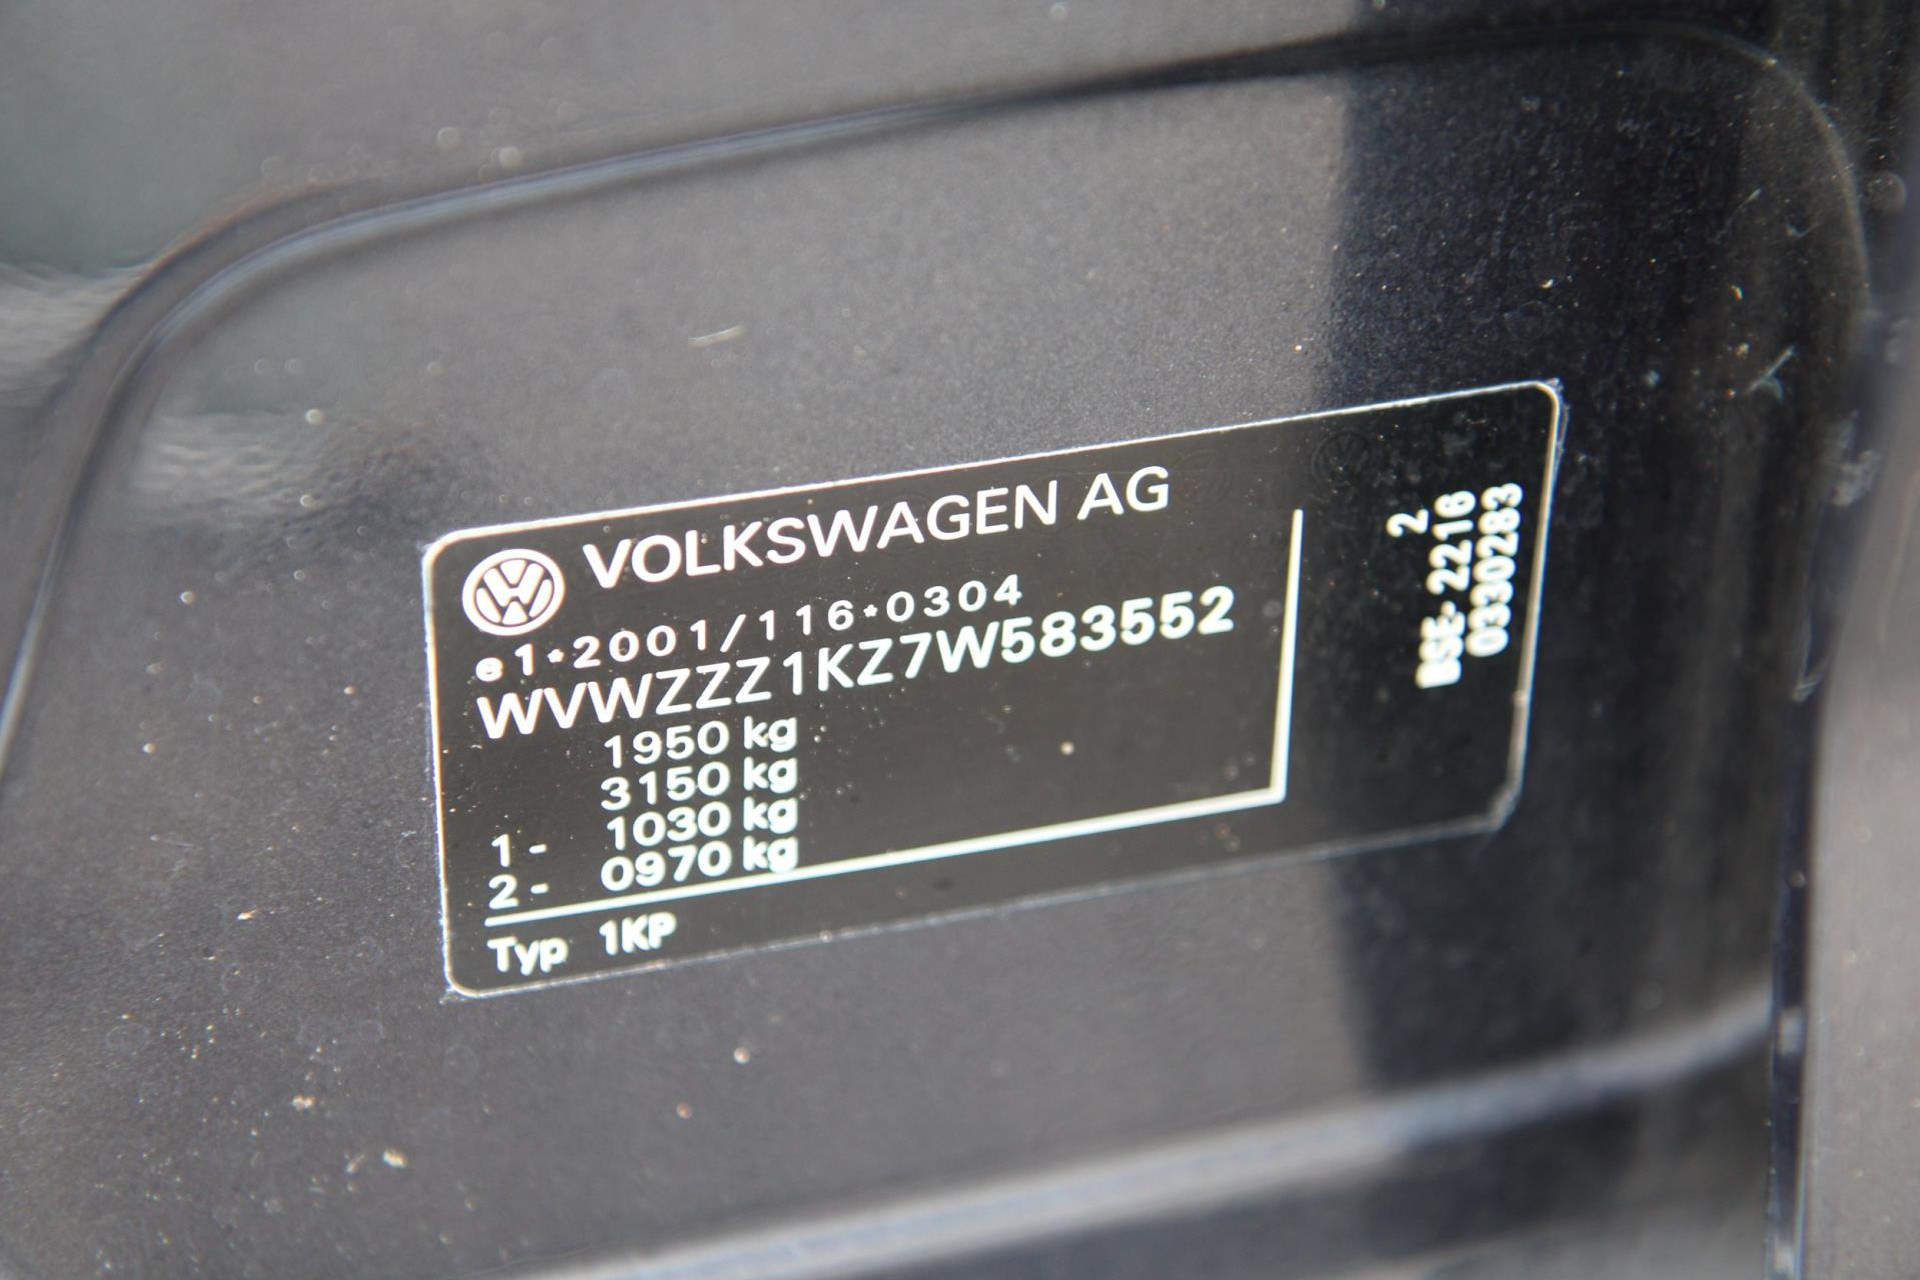 VOLKSWAGEN AG
e1*2001/116*0304
WVWZZZ1KZ7W583552
1950 kg
3150 kg
1 - 1030 kg
2 - 0970 kg
Typ 1KP
2
BSE- 2216
0330283